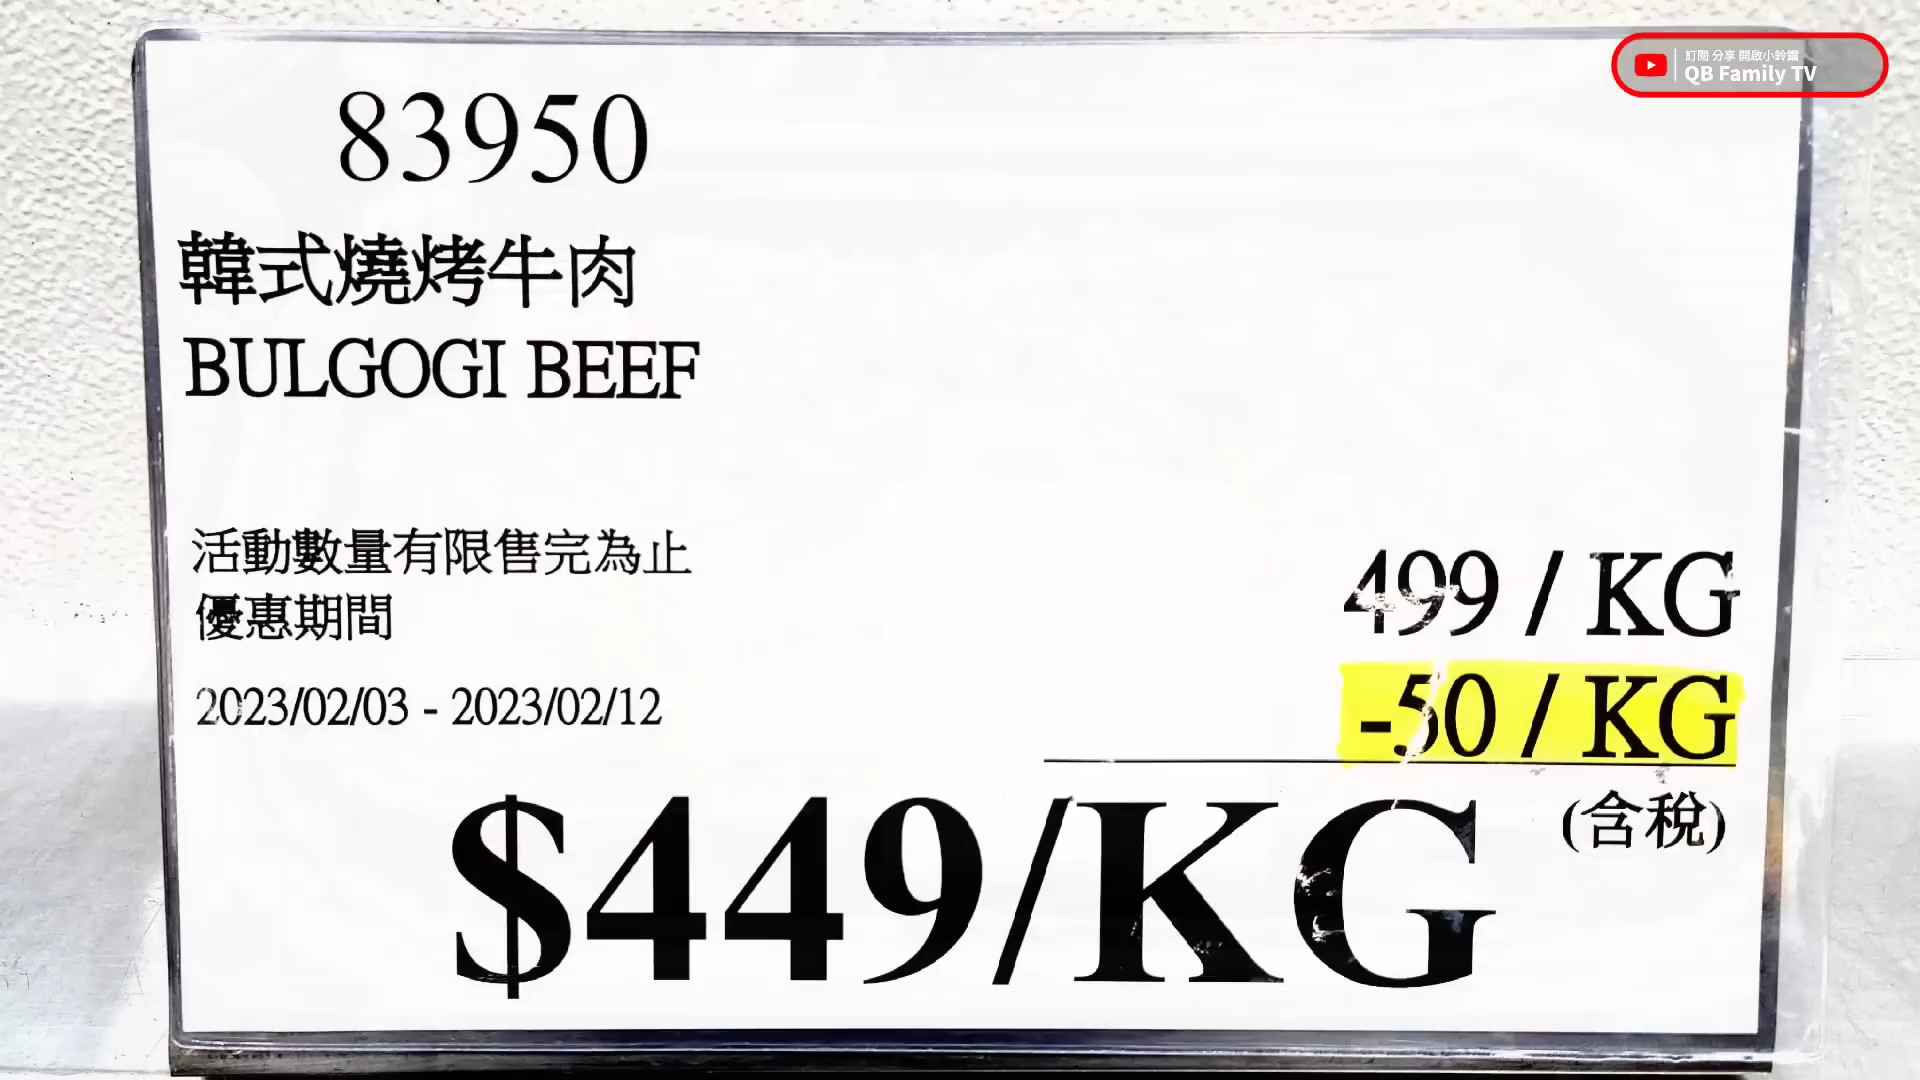 訂閱 分享 開啟小鈴鐺
QB Family TV
83950
韓式燒烤牛肉
BULGOGI BEEF
活動數量有限售完為止
優惠期間
2023/02/03 - 2023/02/12
499 / KG
-50 / KG
(含稅)
$449/KG